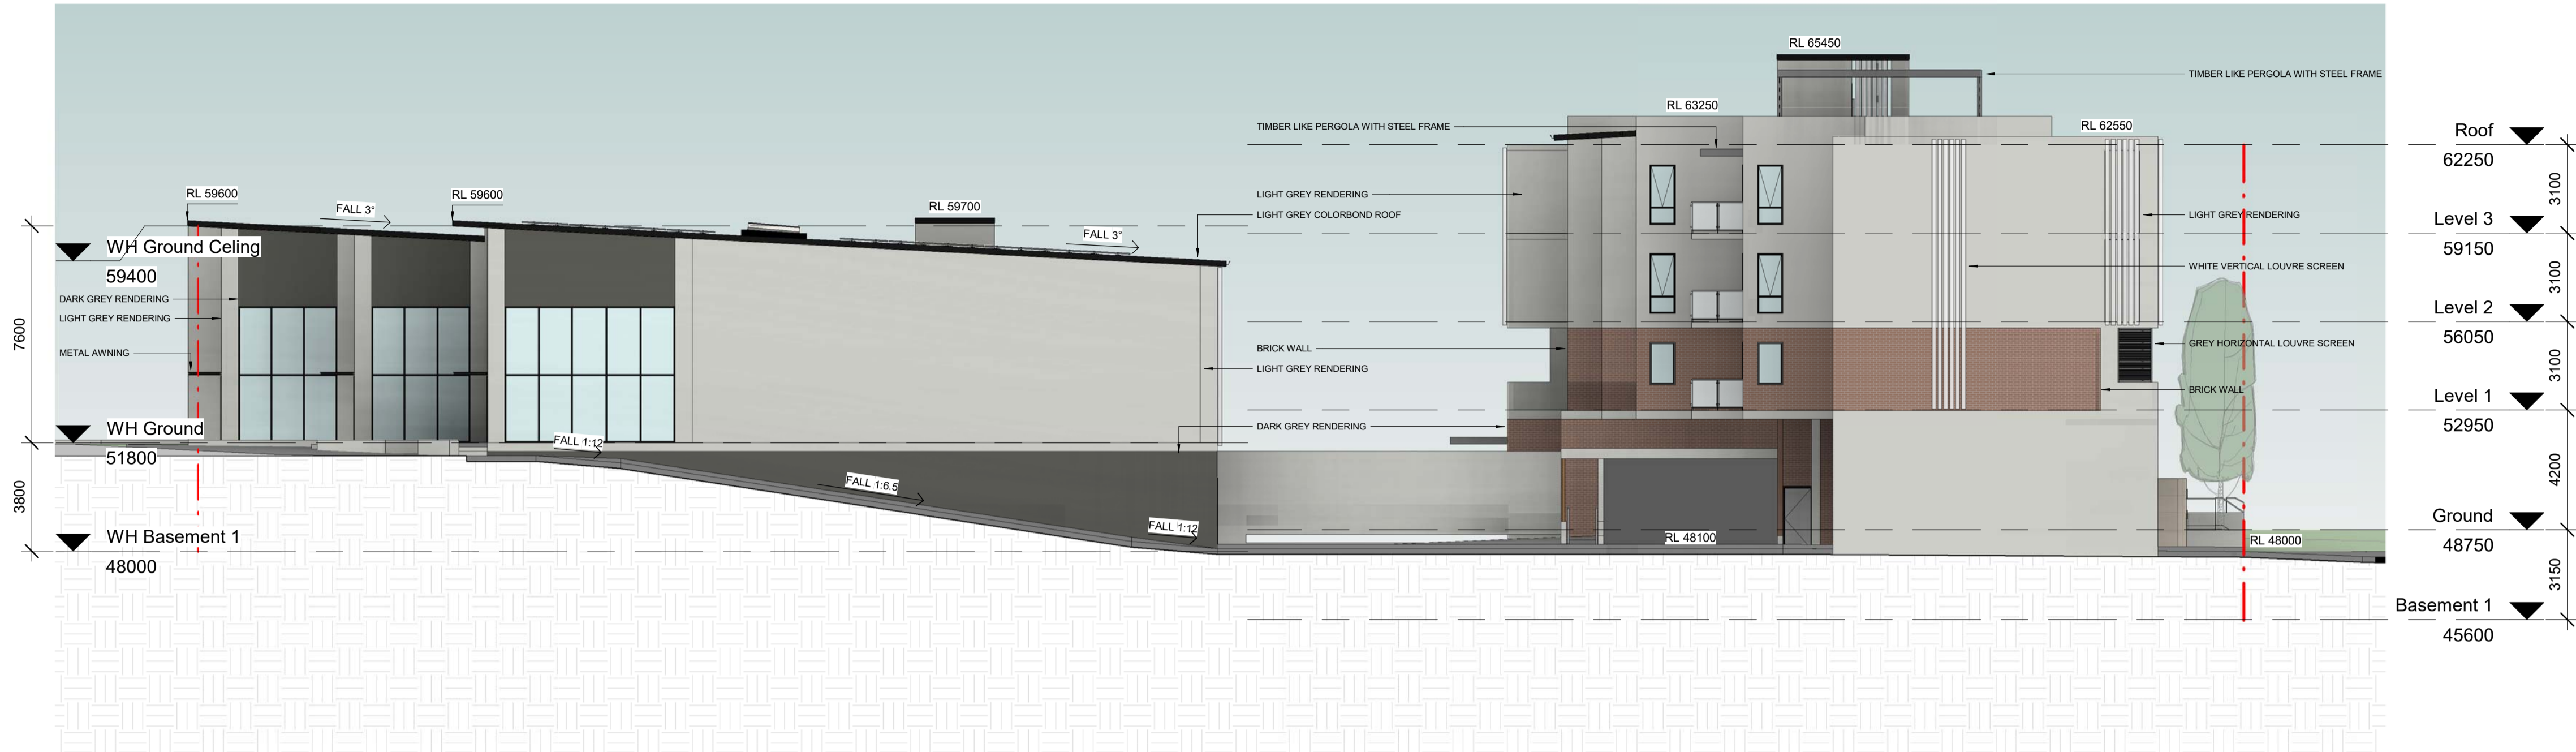 RL 65450
TIMBER LIKE PERGOLA WITH STEEL FRAME
RL 63250
TIMBER LIKE PERGOLA WITH STEEL FRAME
RL 62550
Roof
62250
3100
RL 59600
RL 59600
FALL 3°
RL 59700
FALL 3°
LIGHT GREY RENDERING
LIGHT GREY COLORBOND ROOF
LIGHT GREY RENDERING
Level 3
59150
WH Ground Celing
59400
WHITE VERTICAL LOUVRE SCREEN
3100
DARK GREY RENDERING
LIGHT GREY RENDERING
METAL AWNING
7600
Level 2
56050
BRICK WALL
LIGHT GREY RENDERING
GREY HORIZONTAL LOUVRE SCREEN
3100
BRICK WALL
Level 1
52950
WH Ground
51800
FALL 1:12
DARK GREY RENDERING
FALL 1:6.5
3800
4200
FALL 1:12
Ground
48750
WH Basement 1
48000
RL 48100
RL 48000
3150
Basement 1
45600